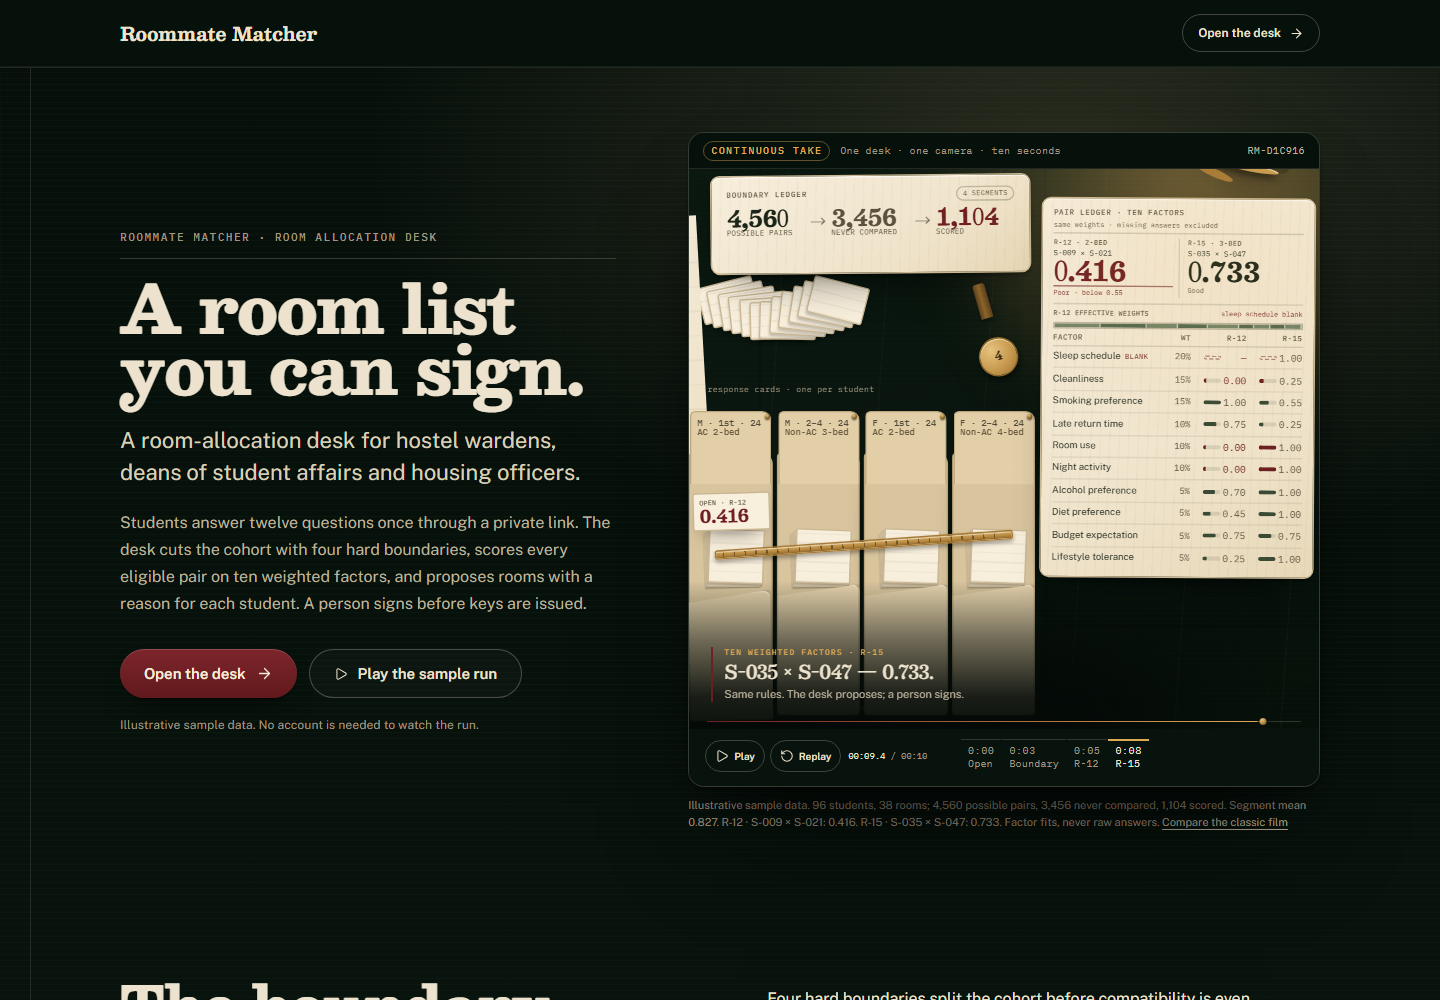 Roommate Matcher
Open the desk
ROOMMATE MATCHER · ROOM ALLOCATION DESK
A room list
you can sign.
A room-allocation desk for hostel wardens,
deans of student affairs and housing officers.
Students answer twelve questions once through a private link. The
desk cuts the cohort with four hard boundaries, scores every
eligible pair on ten weighted factors, and proposes rooms with a
reason for each student. A person signs before keys are issued.
Open the desk
Play the sample run
Illustrative sample data. No account is needed to watch the run.
CONTINUOUS TAKE One desk · one camera · ten seconds RM-D1C916
BOUNDARY LEDGER 4 SEGMENTS
4,560 → 3,456 → 1,104
POSSIBLE PAIRS NEVER COMPARED SCORED
4
response cards · one per student
M · 1st · 24 M · 2–4 · 24 F · 1st · 24 F · 2–4 · 24
AC 2-bed Non-AC 3-bed AC 2-bed Non-AC 4-bed
OPEN · R-12
0.416
PAIR LEDGER · TEN FACTORS
same weights · missing answers excluded
R-12 · 2-BED R-15 · 3-BED
S-009 × S-021 S-035 × S-047
0.416 0.733
Poor · below 0.55 Good
R-12 EFFECTIVE WEIGHTS sleep schedule blank
FACTOR WT R-12 R-15
Sleep schedule BLANK 20% — 1.00
Cleanliness 15% 0.00 0.25
Smoking preference 15% 1.00 0.55
Late return time 10% 0.75 0.25
Room use 10% 0.00 1.00
Night activity 10% 0.00 1.00
Alcohol preference 5% 0.70 1.00
Diet preference 5% 0.45 1.00
Budget expectation 5% 0.75 0.75
Lifestyle tolerance 5% 0.25 1.00
TEN WEIGHTED FACTORS · R-15
S-035 × S-047 — 0.733.
Same rules. The desk proposes; a person signs.
Play Replay 00:09.4 / 00:10
0:00 0:03 0:05 0:08
Open Boundary R-12 R-15
Illustrative sample data. 96 students, 38 rooms; 4,560 possible pairs, 3,456 never compared, 1,104 scored. Segment mean
0.827. R-12 · S-009 × S-021: 0.416. R-15 · S-035 × S-047: 0.733. Factor fits, never raw answers. Compare the classic film
The boundary
Four hard boundaries split the cohort before compatibility is even